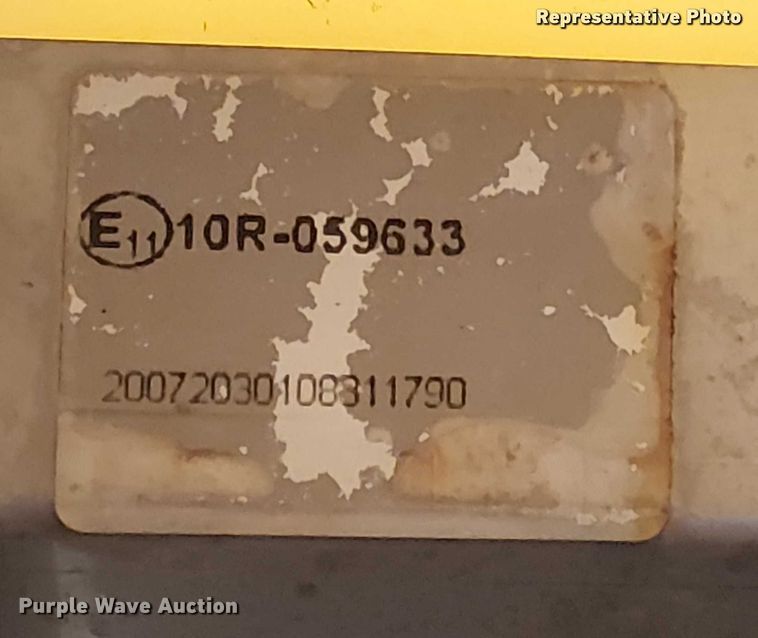 Representative Photo
E11 10R-059633
20072030108311790
Purple Wave Auction